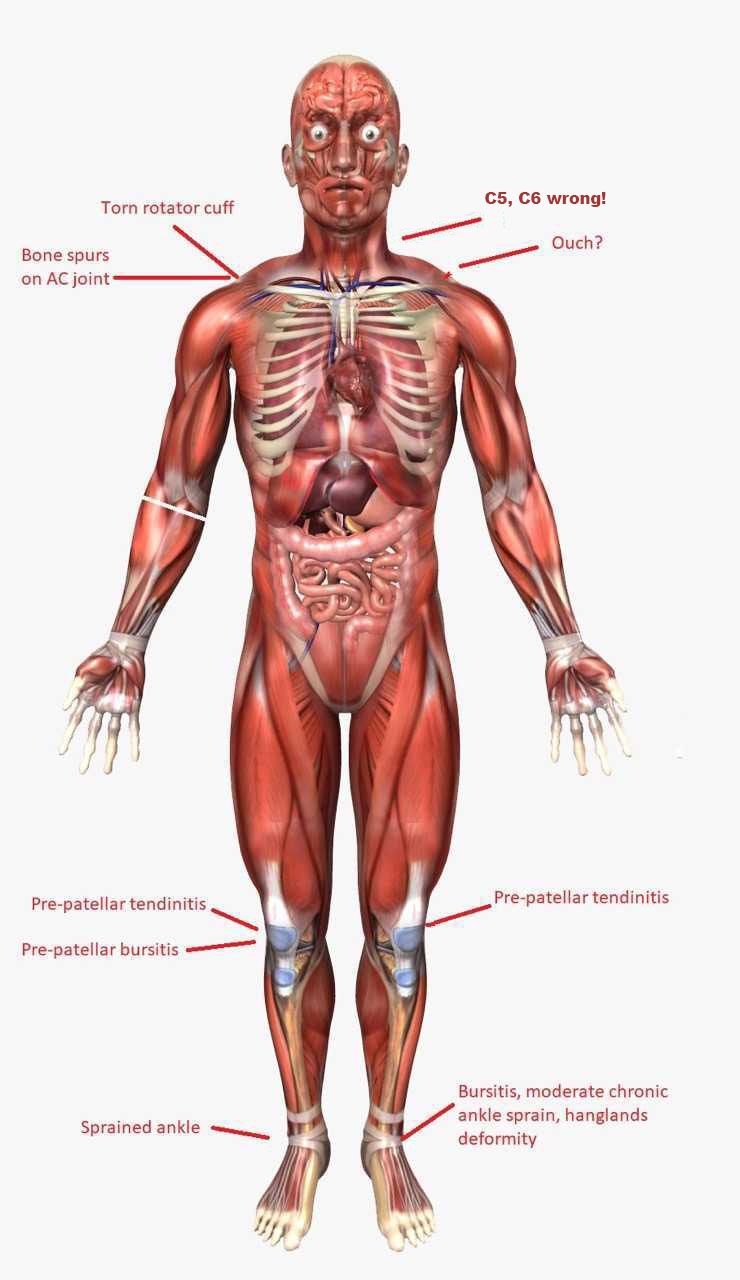 C5, C6 wrong!
Torn rotator cuff
Ouch?
Bone spurs
on AC joint
Pre-patellar tendinitis
Pre-patellar tendinitis
Pre-patellar bursitis
Bursitis, moderate chronic
ankle sprain, hanglands
deformity
Sprained ankle